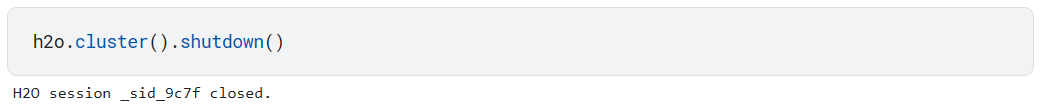 h2o.cluster().shutdown()
H2O session _sid_9c7f closed.